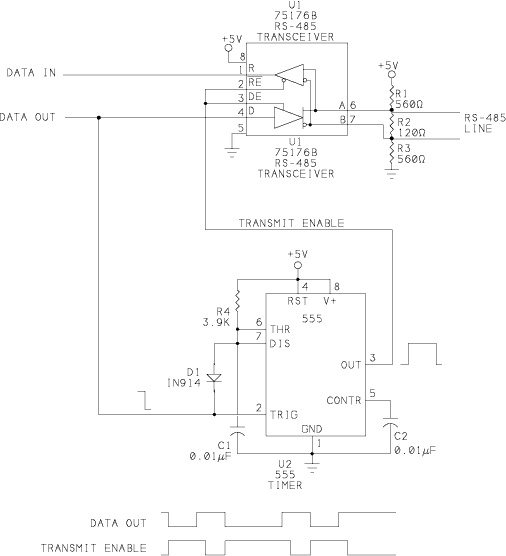 U1
75176B
RS-485
TRANSCEIVER
+5V
8
DATA IN
1
R
2
RE
3
DE
DATA OUT
4
D
5
A 6
B 7
+5V
R1
560Ω
R2
120Ω
R3
560Ω
RS-485
LINE
U1
75176B
RS-485
TRANSCEIVER
TRANSMIT ENABLE
+5V
4
8
RST
V+
R4
3.9K
555
6
THR
7
DIS
D1
IN914
OUT
3
5
CONTR
2
TRIG
GND
1
C1
0.01µF
C2
0.01µF
U2
555
TIMER
DATA OUT
TRANSMIT ENABLE